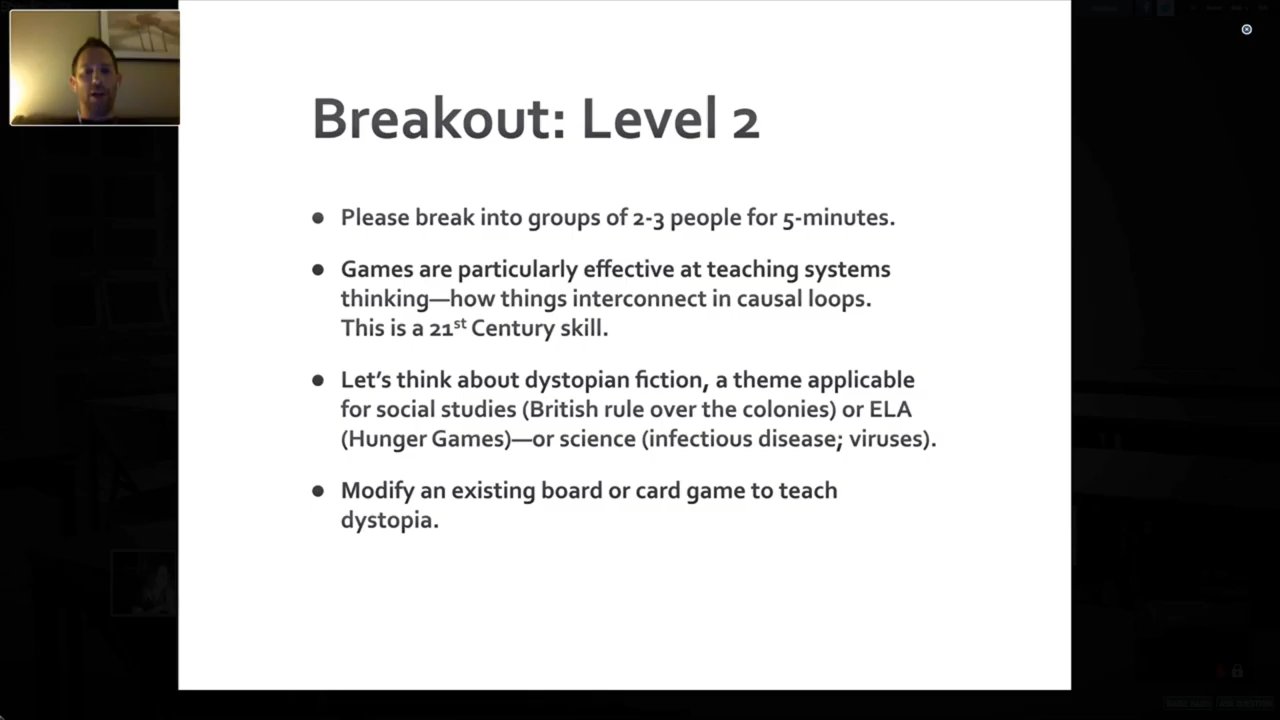 Breakout: Level 2
● Please break into groups of 2-3 people for 5-minutes.
● Games are particularly effective at teaching systems
thinking—how things interconnect in causal loops.
This is a 21st Century skill.
● Let’s think about dystopian fiction, a theme applicable
for social studies (British rule over the colonies) or ELA
(Hunger Games)—or science (infectious disease; viruses).
● Modify an existing board or card game to teach
dystopia.